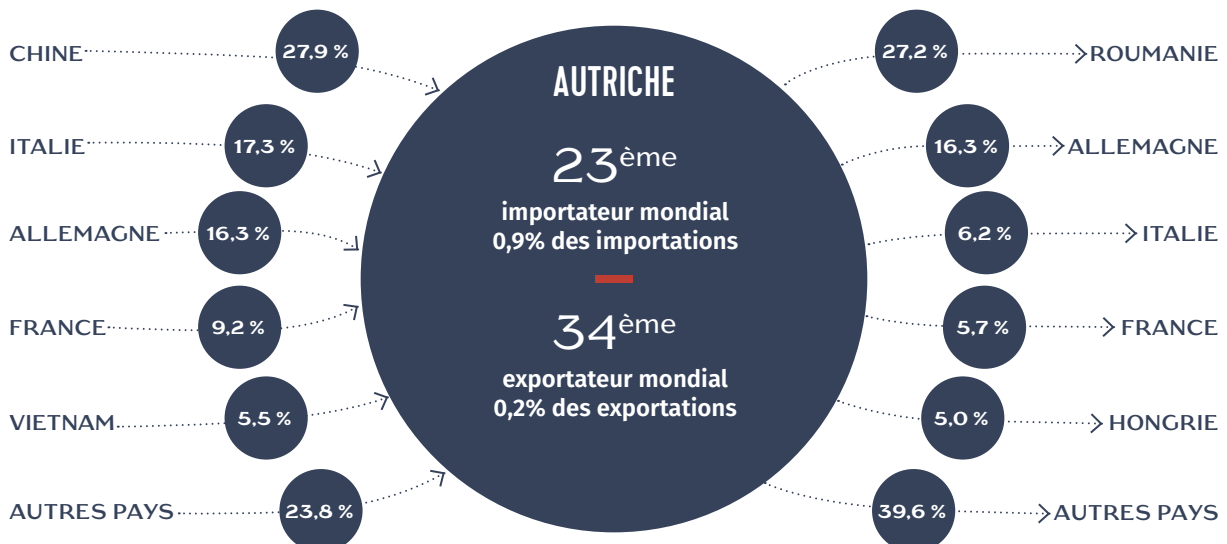 CHINE
27,9 %
ITALIE
17,3 %
ALLEMAGNE
16,3 %
FRANCE
9,2 %
VIETNAM
5,5 %
AUTRES PAYS
23,8 %
AUTRICHE
23ème
importateur mondial
0,9% des importations
34ème
exportateur mondial
0,2% des exportations
27,2 %
ROUMANIE
16,3 %
ALLEMAGNE
6,2 %
ITALIE
5,7 %
FRANCE
5,0 %
HONGRIE
39,6 %
AUTRES PAYS